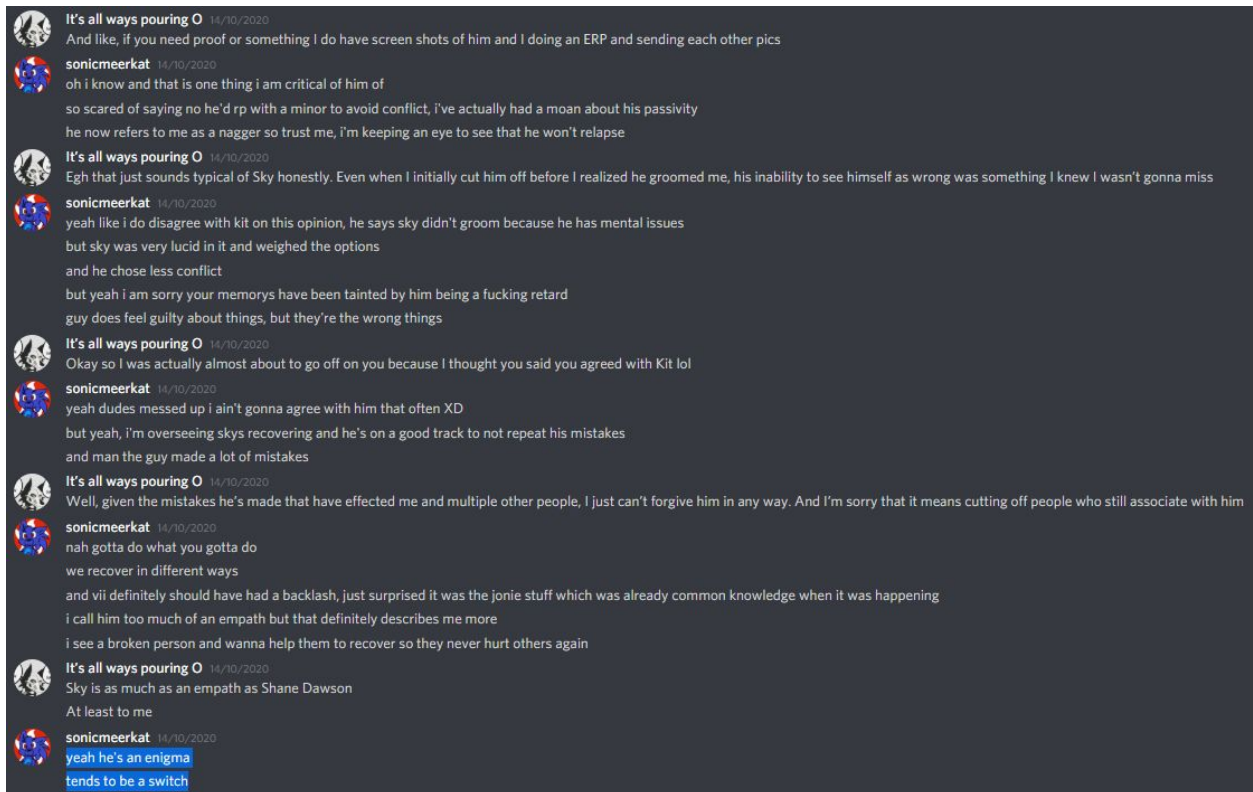 It's all ways pouring O 14/10/2020
And like, if you need proof or something I do have screen shots of him and I doing an ERP and sending each other pics
sonicmeerkat 14/10/2020
oh i know and that is one thing i am critical of him of
so scared of saying no he'd rp with a minor to avoid conflict, i've actually had a moan about his passivity
he now refers to me as a nagger so trust me, i'm keeping an eye to see that he won't relapse
It's all ways pouring O 14/10/2020
Egh that just sounds typical of Sky honestly. Even when I initially cut him off before I realized he groomed me, his inability to see himself as wrong was something I knew I wasn't gonna miss
sonicmeerkat 14/10/2020
yeah like i do disagree with kit on this opinion, he says sky didn't groom because he has mental issues
but sky was very lucid in it and weighed the options
and he chose less conflict
but yeah i am sorry your memorys have been tainted by him being a fucking retard
guy does feel guilty about things, but they're the wrong things
It's all ways pouring O 14/10/2020
Okay so I was actually almost about to go off on you because I thought you said you agreed with Kit lol
sonicmeerkat 14/10/2020
yeah dudes messed up i ain't gonna agree with him that often XD
but yeah, i'm overseeing skys recovering and he's on a good track to not repeat his mistakes
and man the guy made a lot of mistakes
It's all ways pouring O 14/10/2020
Well, given the mistakes he's made that have effected me and multiple other people, I just can't forgive him in any way. And I'm sorry that it means cutting off people who still associate with him
sonicmeerkat 14/10/2020
nah gotta do what you gotta do
we recover in different ways
and vii definitely should have had a backlash, just surprised it was the jonie stuff which was already common knowledge when it was happening
i call him too much of an empath but that definitely describes me more
i see a broken person and wanna help them to recover so they never hurt others again
It's all ways pouring O 14/10/2020
Sky is as much as an empath as Shane Dawson
At least to me
sonicmeerkat 14/10/2020
yeah he's an enigma
tends to be a switch